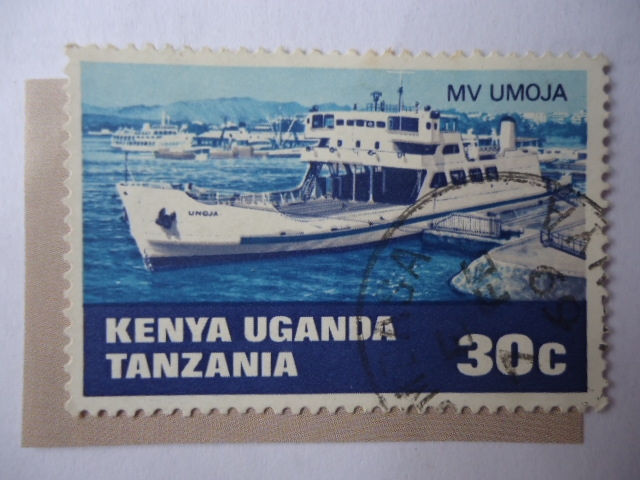 MV UMOJA
UMOJA
KENYA UGANDA
TANZANIA
30c